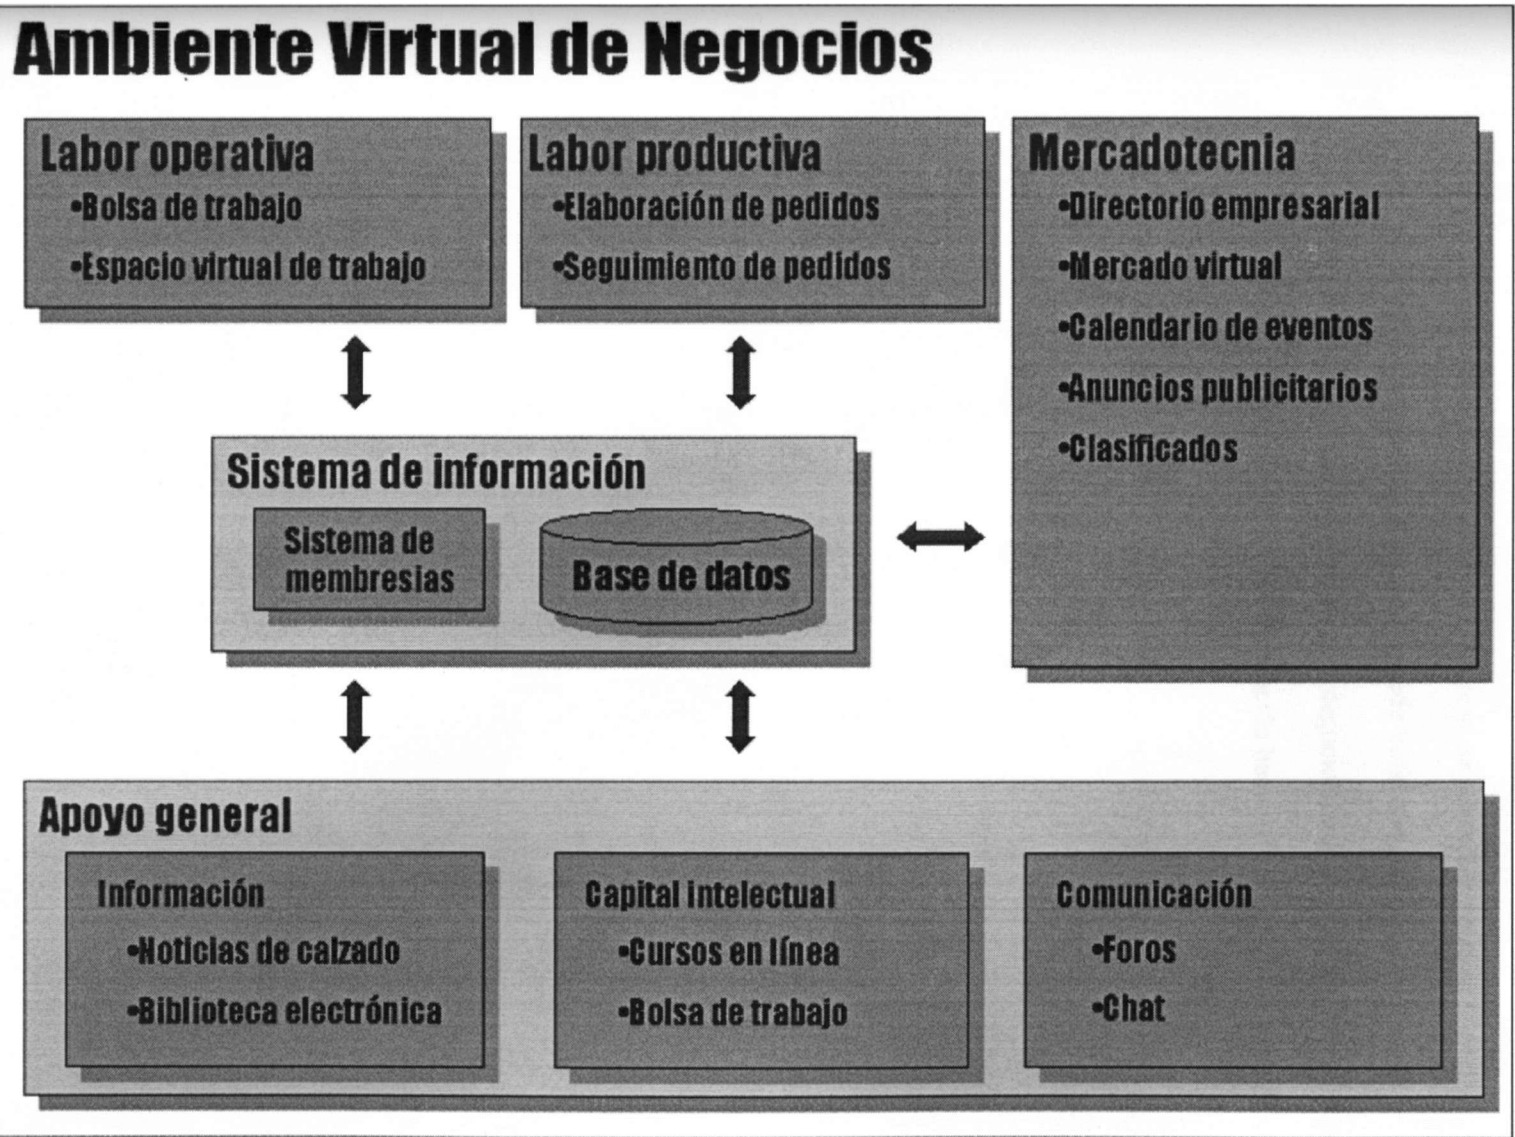 Ambiente Virtual de Negocios
Labor operativa
•Bolsa de trabajo
•Espacio virtual de trabajo
Labor productiva
•Elaboración de pedidos
•Seguimiento de pedidos
Mercadotecnia
•Directorio empresarial
•Mercado virtual
•Calendario de eventos
•Anuncios publicitarios
•Clasificados
Sistema de información
Sistema de
membresias
Base de datos
Apoyo general
Información
•Noticias de calzado
•Biblioteca electrónica
Capital intelectual
•Cursos en línea
•Bolsa de trabajo
Comunicación
•Foros
•Chat